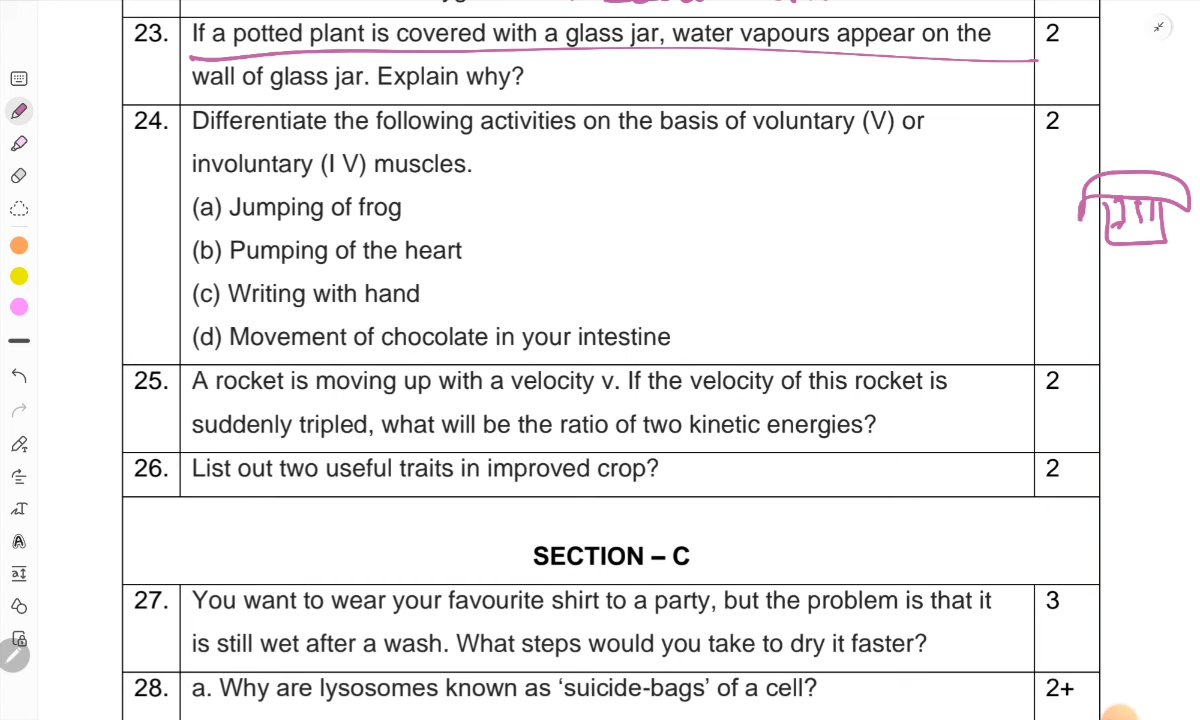 23. If a potted plant is covered with a glass jar, water vapours appear on the 2
wall of glass jar. Explain why?
24. Differentiate the following activities on the basis of voluntary (V) or 2
involuntary (I V) muscles.
(a) Jumping of frog
(b) Pumping of the heart
(c) Writing with hand
(d) Movement of chocolate in your intestine
25. A rocket is moving up with a velocity v. If the velocity of this rocket is 2
suddenly tripled, what will be the ratio of two kinetic energies?
26. List out two useful traits in improved crop? 2
SECTION – C
27. You want to wear your favourite shirt to a party, but the problem is that it 3
is still wet after a wash. What steps would you take to dry it faster?
28. a. Why are lysosomes known as ‘suicide-bags’ of a cell? 2+